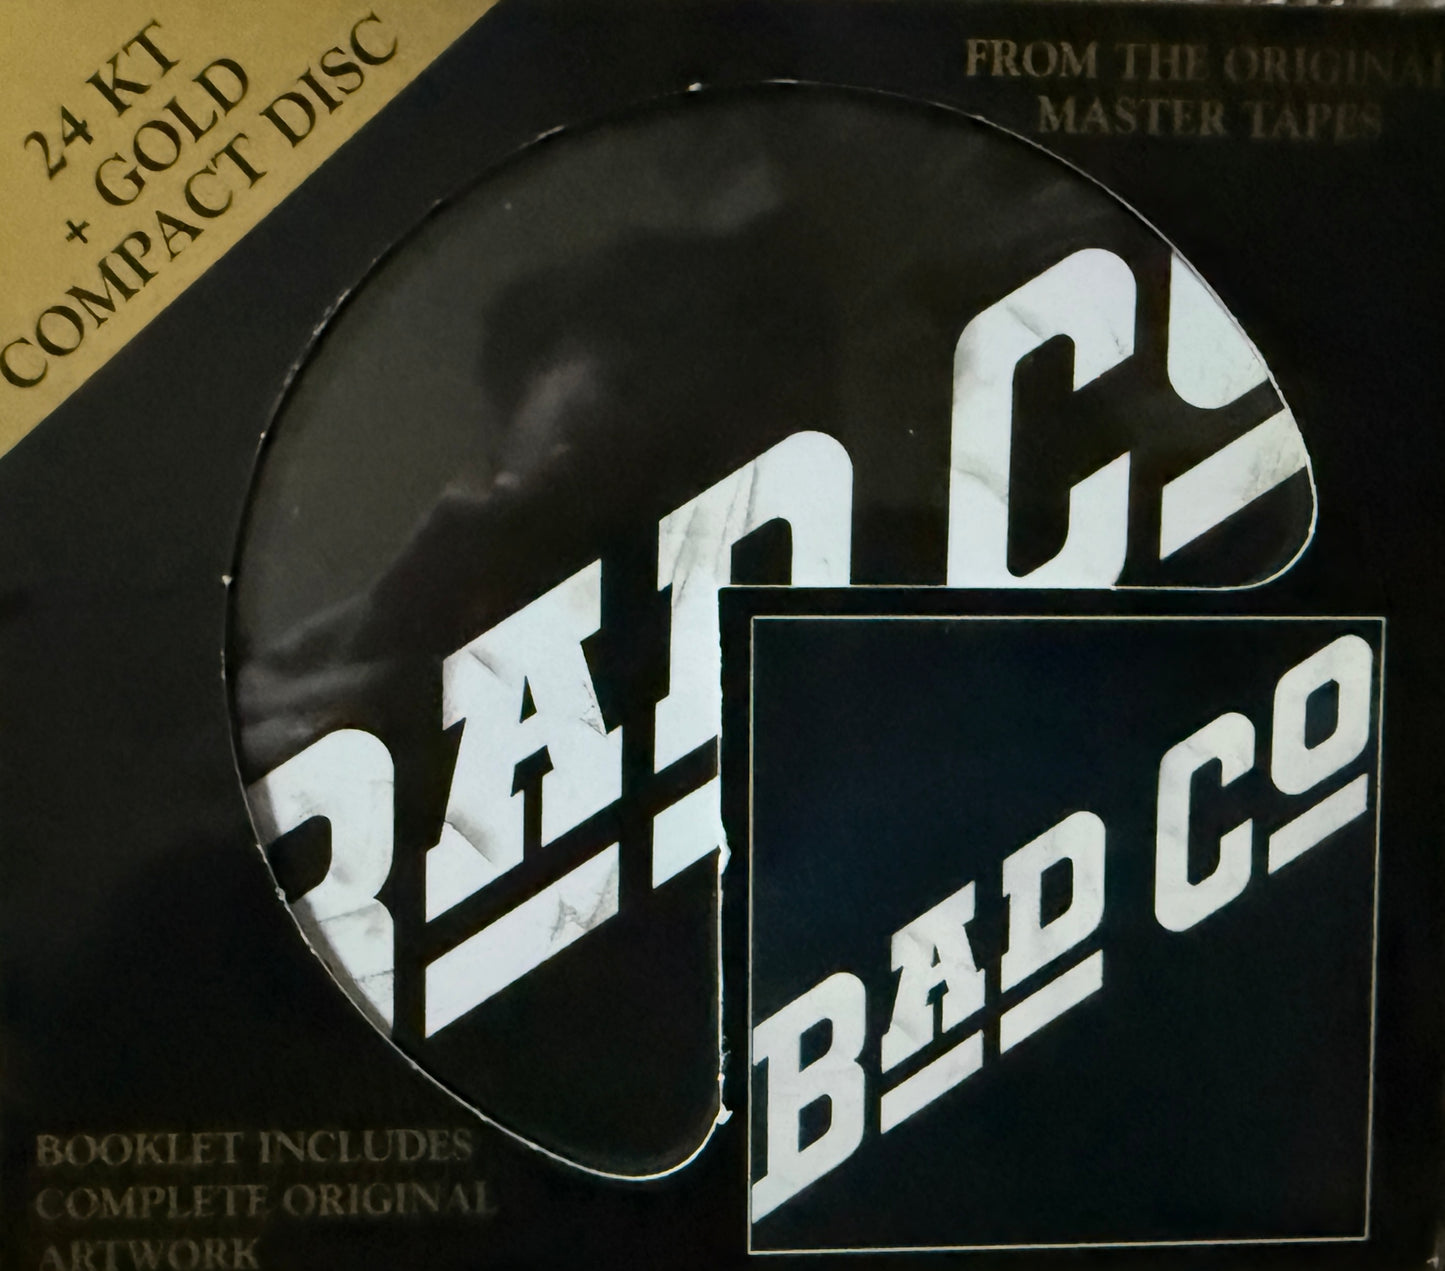 24 KT
+ GOLD
COMPACT DISC
FROM THE ORIGINAL
MASTER TAPES
BAD CO
BAD CO
BOOKLET INCLUDES
COMPLETE ORIGINAL
ARTWORK